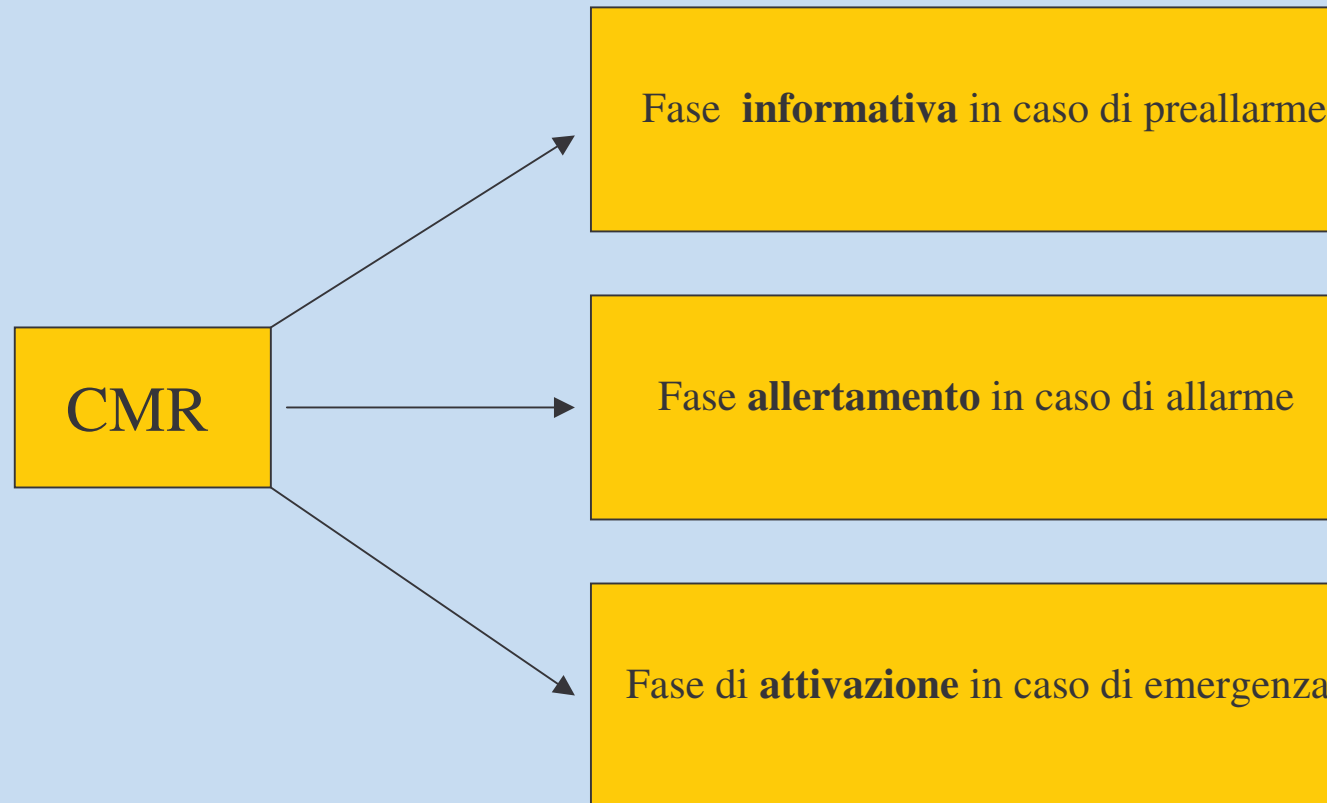 Fase informativa in caso di preallarme
CMR
Fase allertamento in caso di allarme
Fase di attivazione in caso di emergenza